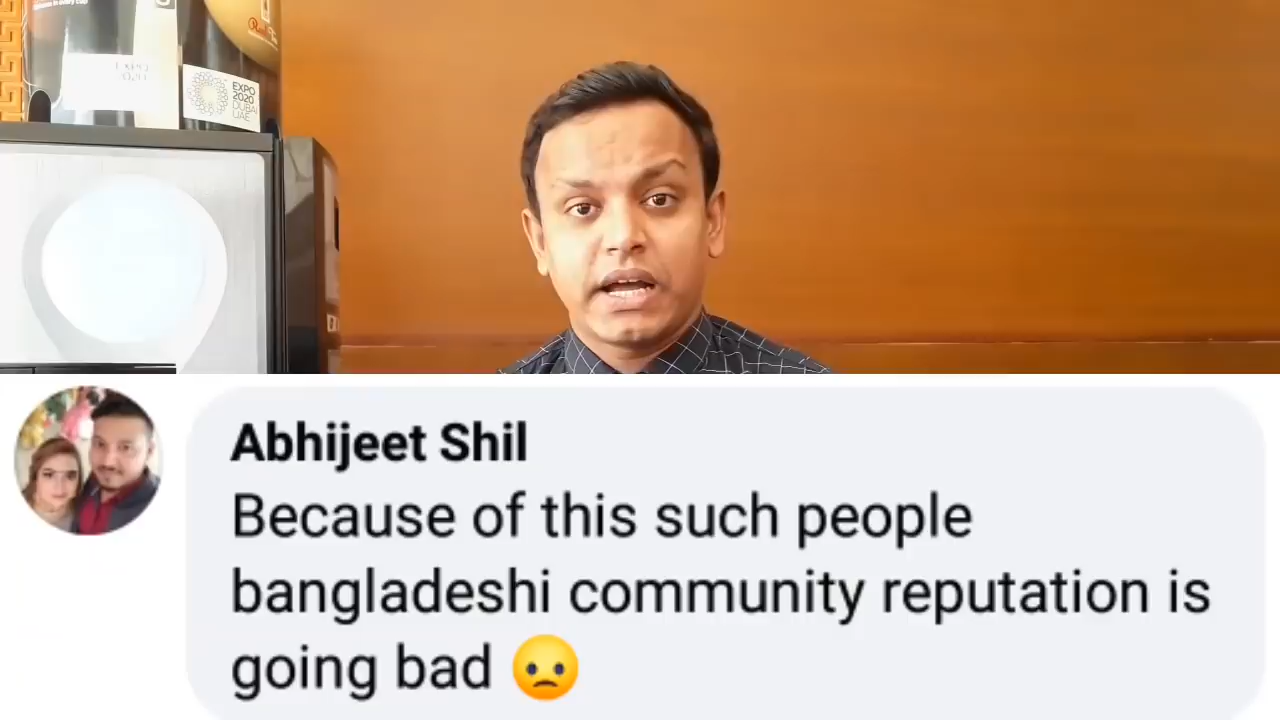 EXPO
2020
DUBAI
UAE
Abhijeet Shil
Because of this such people
bangladeshi community reputation is
going bad 😞